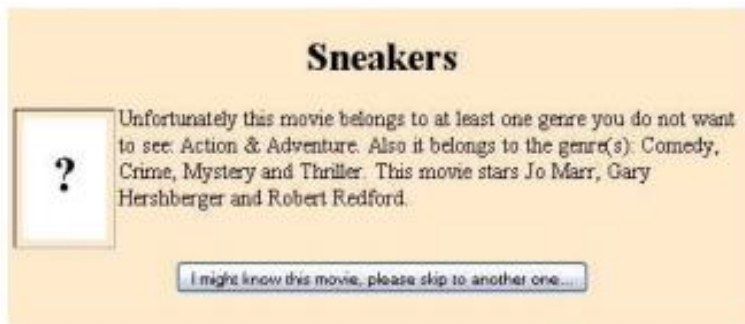 Sneakers
?
Unfortunately this movie belongs to at least one genre you do not want
to see: Action & Adventure. Also it belongs to the genre(s): Comedy,
Crime, Mystery and Thriller. This movie stars Jo Marr, Gary
Hershberger and Robert Redford.
I might know this movie, please skip to another one...